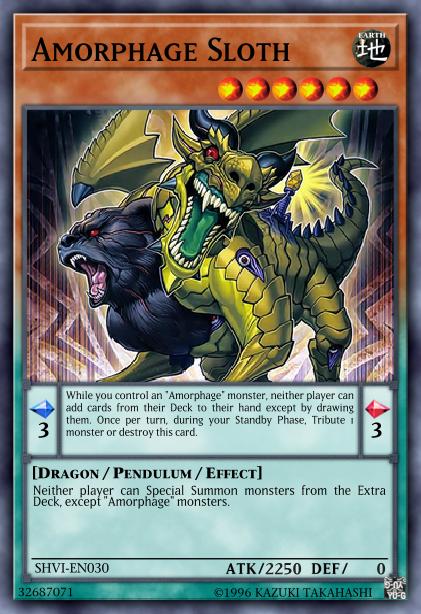 AMORPHAGE SLOTH
EARTH
地
While you control an "Amorphage" monster, neither player can
add cards from their Deck to their hand except by drawing
them. Once per turn, during your Standby Phase, Tribute 1
monster or destroy this card.
3
3
[DRAGON / PENDULUM / EFFECT]
Neither player can Special Summon monsters from the Extra
Deck, except "Amorphage" monsters.
SHVI-EN030
ATK/2250 DEF/ 0
32687071
©1996 KAZUKI TAKAHASHI